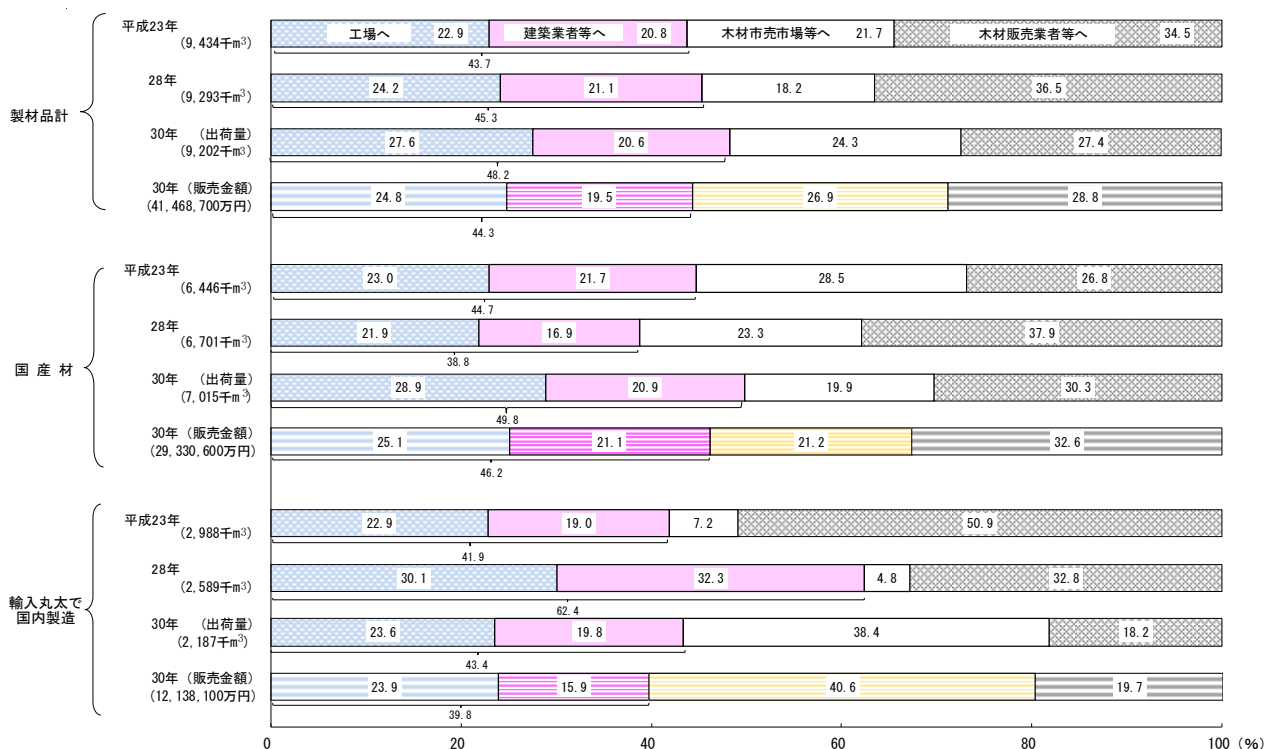 製材品計
平成23年 工場へ 22.9 建築業者等へ 20.8 木材市売市場等へ 21.7 木材販売業者等へ 34.5
(9,434千m³)
43.7
28年
(9,293千m³) 24.2 21.1 18.2 36.5
45.3
30年 (出荷量)
(9,202千m³) 27.6 20.6 24.3 27.4
48.2
30年(販売金額)
(41,468,700万円) 24.8 19.5 26.9 28.8
44.3
国産材
平成23年
(6,446千m³) 23.0 21.7 28.5 26.8
44.7
28年
(6,701千m³) 21.9 16.9 23.3 37.9
38.8
30年 (出荷量)
(7,015千m³) 28.9 20.9 19.9 30.3
49.8
30年(販売金額)
(29,330,600万円) 25.1 21.1 21.2 32.6
46.2
輸入丸太で
国内製造
平成23年
(2,988千m³) 22.9 19.0 7.2 50.9
41.9
28年
(2,589千m³) 30.1 32.3 4.8 32.8
62.4
30年 (出荷量)
(2,187千m³) 23.6 19.8 38.4 18.2
43.4
30年(販売金額)
(12,138,100万円) 23.9 15.9 40.6 19.7
39.8
0 20 40 60 80 100 (%)